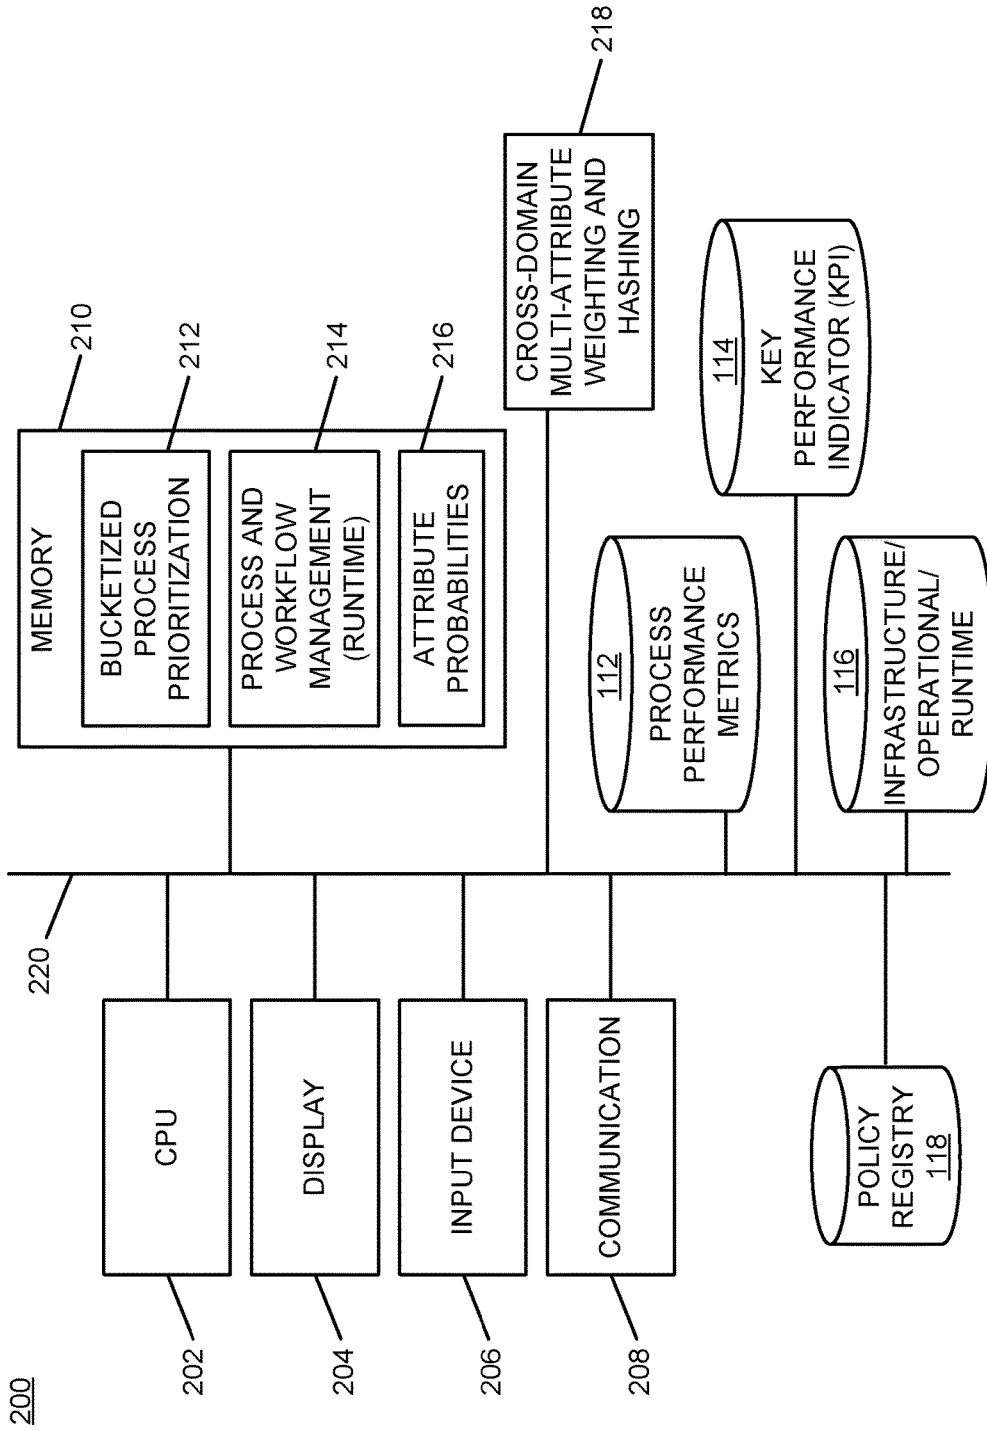 200
220
CPU
202
DISPLAY
204
INPUT DEVICE
206
COMMUNICATION
208
POLICY
REGISTRY
118
MEMORY
210
BUCKETIZED
PROCESS
PRIORITIZATION
212
PROCESS AND
WORKFLOW
MANAGEMENT
(RUNTIME)
214
ATTRIBUTE
PROBABILITIES
216
CROSS-DOMAIN
MULTI-ATTRIBUTE
WEIGHTING AND
HASHING
218
112
PROCESS
PERFORMANCE
METRICS
114
KEY
PERFORMANCE
INDICATOR (KPI)
116
INFRASTRUCTURE/
OPERATIONAL/
RUNTIME